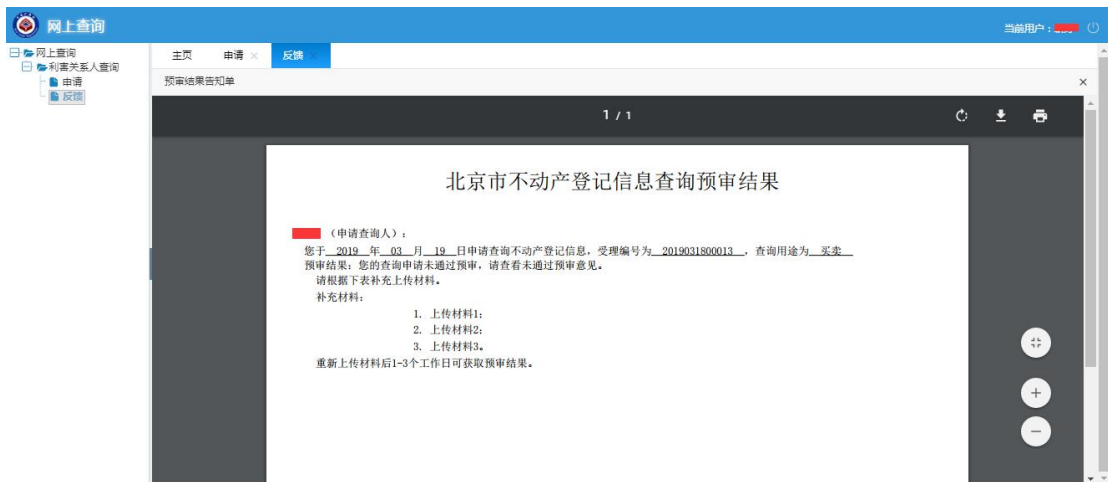 网上查询
当前用户：
网上查询
利害关系人查询
申请
反馈
主页 申请 × 反馈 ×
预审结果告知单 ×
1 / 1
北京市不动产登记信息查询预审结果
（申请查询人）：
您于 2019 年 03 月 19 日申请查询不动产登记信息，受理编号为 2019031800013 ，查询用途为 买卖
预审结果：您的查询申请未通过预审，请查看未通过预审意见。
请根据下表补充上传材料。
补充材料：
1. 上传材料1；
2. 上传材料2；
3. 上传材料3。
重新上传材料后1-3个工作日可获取预审结果。